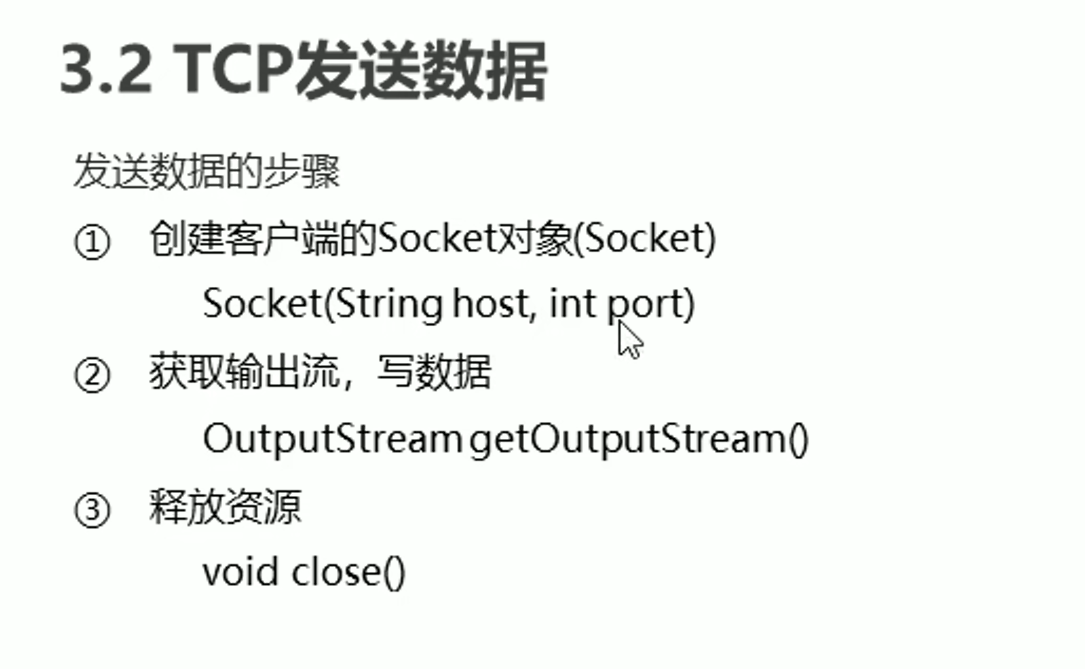 3.2 TCP发送数据
发送数据的步骤
① 创建客户端的Socket对象(Socket)
Socket(String host, int port)
② 获取输出流，写数据
OutputStream getOutputStream()
③ 释放资源
void close()